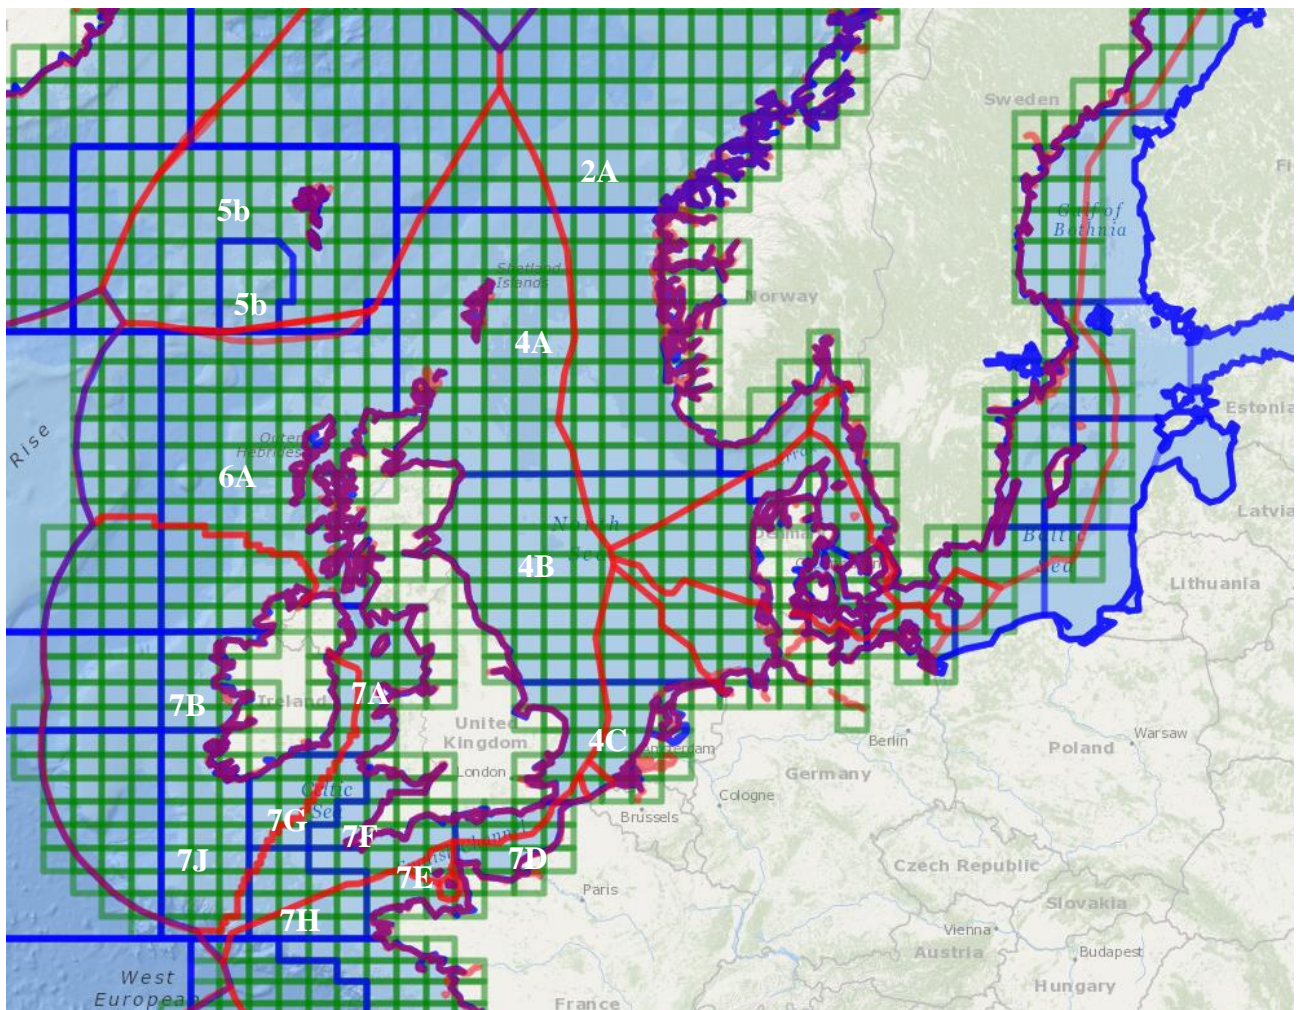 Sweden
2A
5b
Gulf of
Bothnia
Shetland
Islands
5b
Norway
4A
Rise
Estonia
Outer
Hebrides
6A
Latvia
North
4B
Baltic
Lithuania
7B
Ireland
7A
United
Kingdom
4C
Amsterdam
Berlin
Poland
Warsaw
London
Germany
Celtic
Sea
Cologne
Brussels
7G
7F
Channel
7J
7E
7D
Czech Republic
Paris
Slovakia
7H
Vienna
Austria
Budapest
West
European
Hungary
France